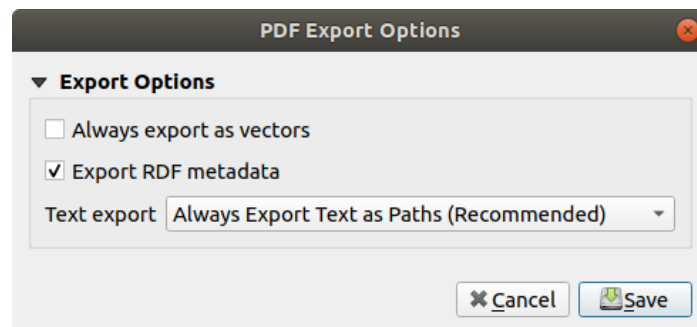 PDF Export Options
Export Options
Always export as vectors
Export RDF metadata
Text export Always Export Text as Paths (Recommended)
Cancel Save